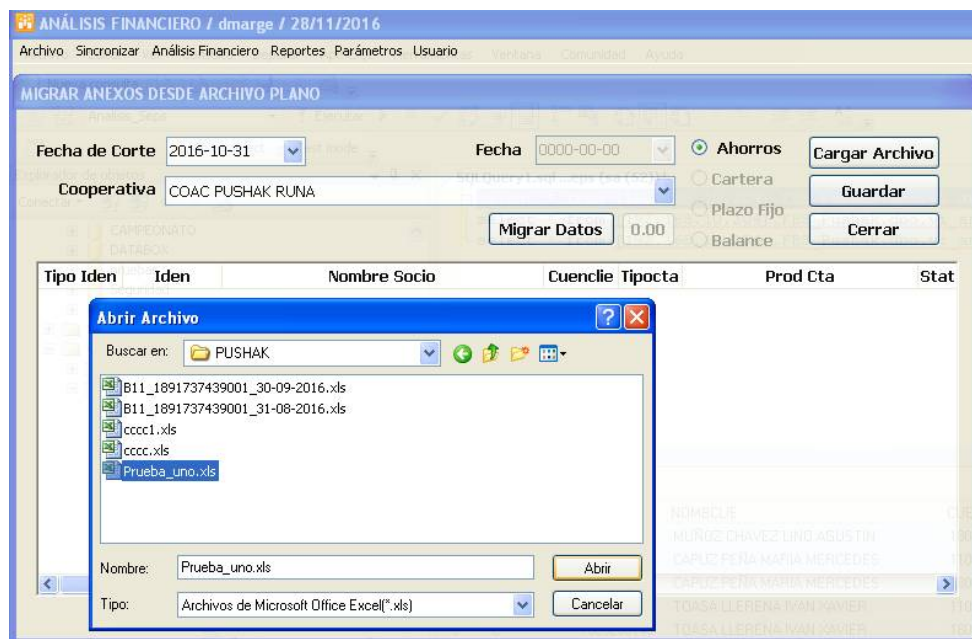 ANÁLISIS FINANCIERO / dmarge / 28/11/2016
Archivo Sincronizar Análisis Financiero Reportes Parámetros Usuario Ventana Comunidad Ayuda
MIGRAR ANEXOS DESDE ARCHIVO PLANO
Fecha de Corte 2016-10-31 Fecha 0000-00-00 Ahorros Cargar Archivo
Cartera
Cooperativa COAC PUSHAK RUNA Guardar
Plazo Fijo
Migrar Datos 0.00 Balance Cerrar
CAMPEONATO
Tipo Iden Iden Nombre Socio Cuenclie Tipocta Prod Cta Stat
Abrir Archivo
Buscar en: PUSHAK
B11_1891737439001_30-09-2016.xls
B11_1891737439001_31-08-2016.xls
cccc1.xls
cccc.xls
Prueba_uno.xls
NOMBCLIE
MUÑOZ CHAVEZ LINO AGUSTIN
Nombre: Prueba_uno.xls Abrir
CAPUZ PEÑA MARIA MERCEDES
CAPUZ PEÑA MARIA MERCEDES
Tipo: Archivos de Microsoft Office Excel(*.xls) Cancelar
TOASA LLERENA IVAN XAVIER
TOASA LLERENA IVAN XAVIER